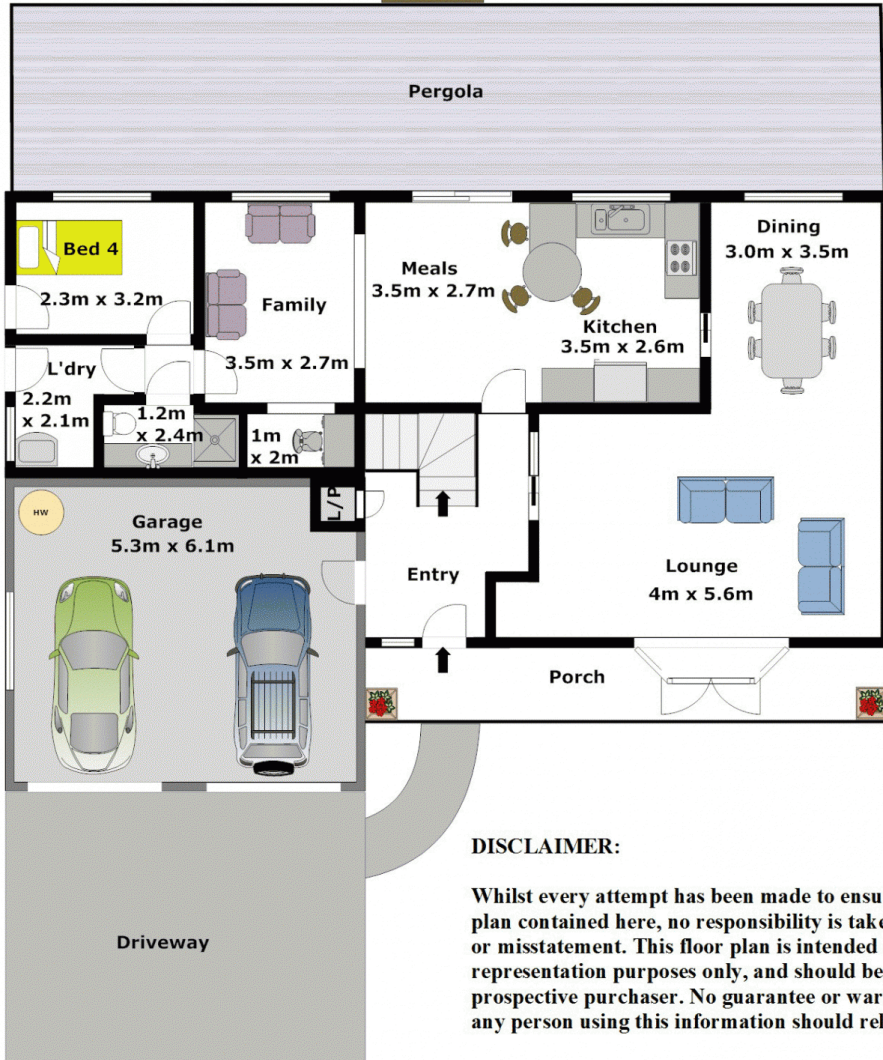 Pergola
Bed 4
2.3m x 3.2m
Family
3.5m x 2.7m
Meals
3.5m x 2.7m
Kitchen
3.5m x 2.6m
Dining
3.0m x 3.5m
L'dry
2.2m
x 2.1m
1.2m
x 2.4m
1m
x 2m
HW
Garage
5.3m x 6.1m
L/P
Entry
Lounge
4m x 5.6m
Porch
Driveway
DISCLAIMER:
Whilst every attempt has been made to ensu
plan contained here, no responsibility is take
or misstatement. This floor plan is intended
representation purposes only, and should be
prospective purchaser. No guarantee or war
any person using this information should rel